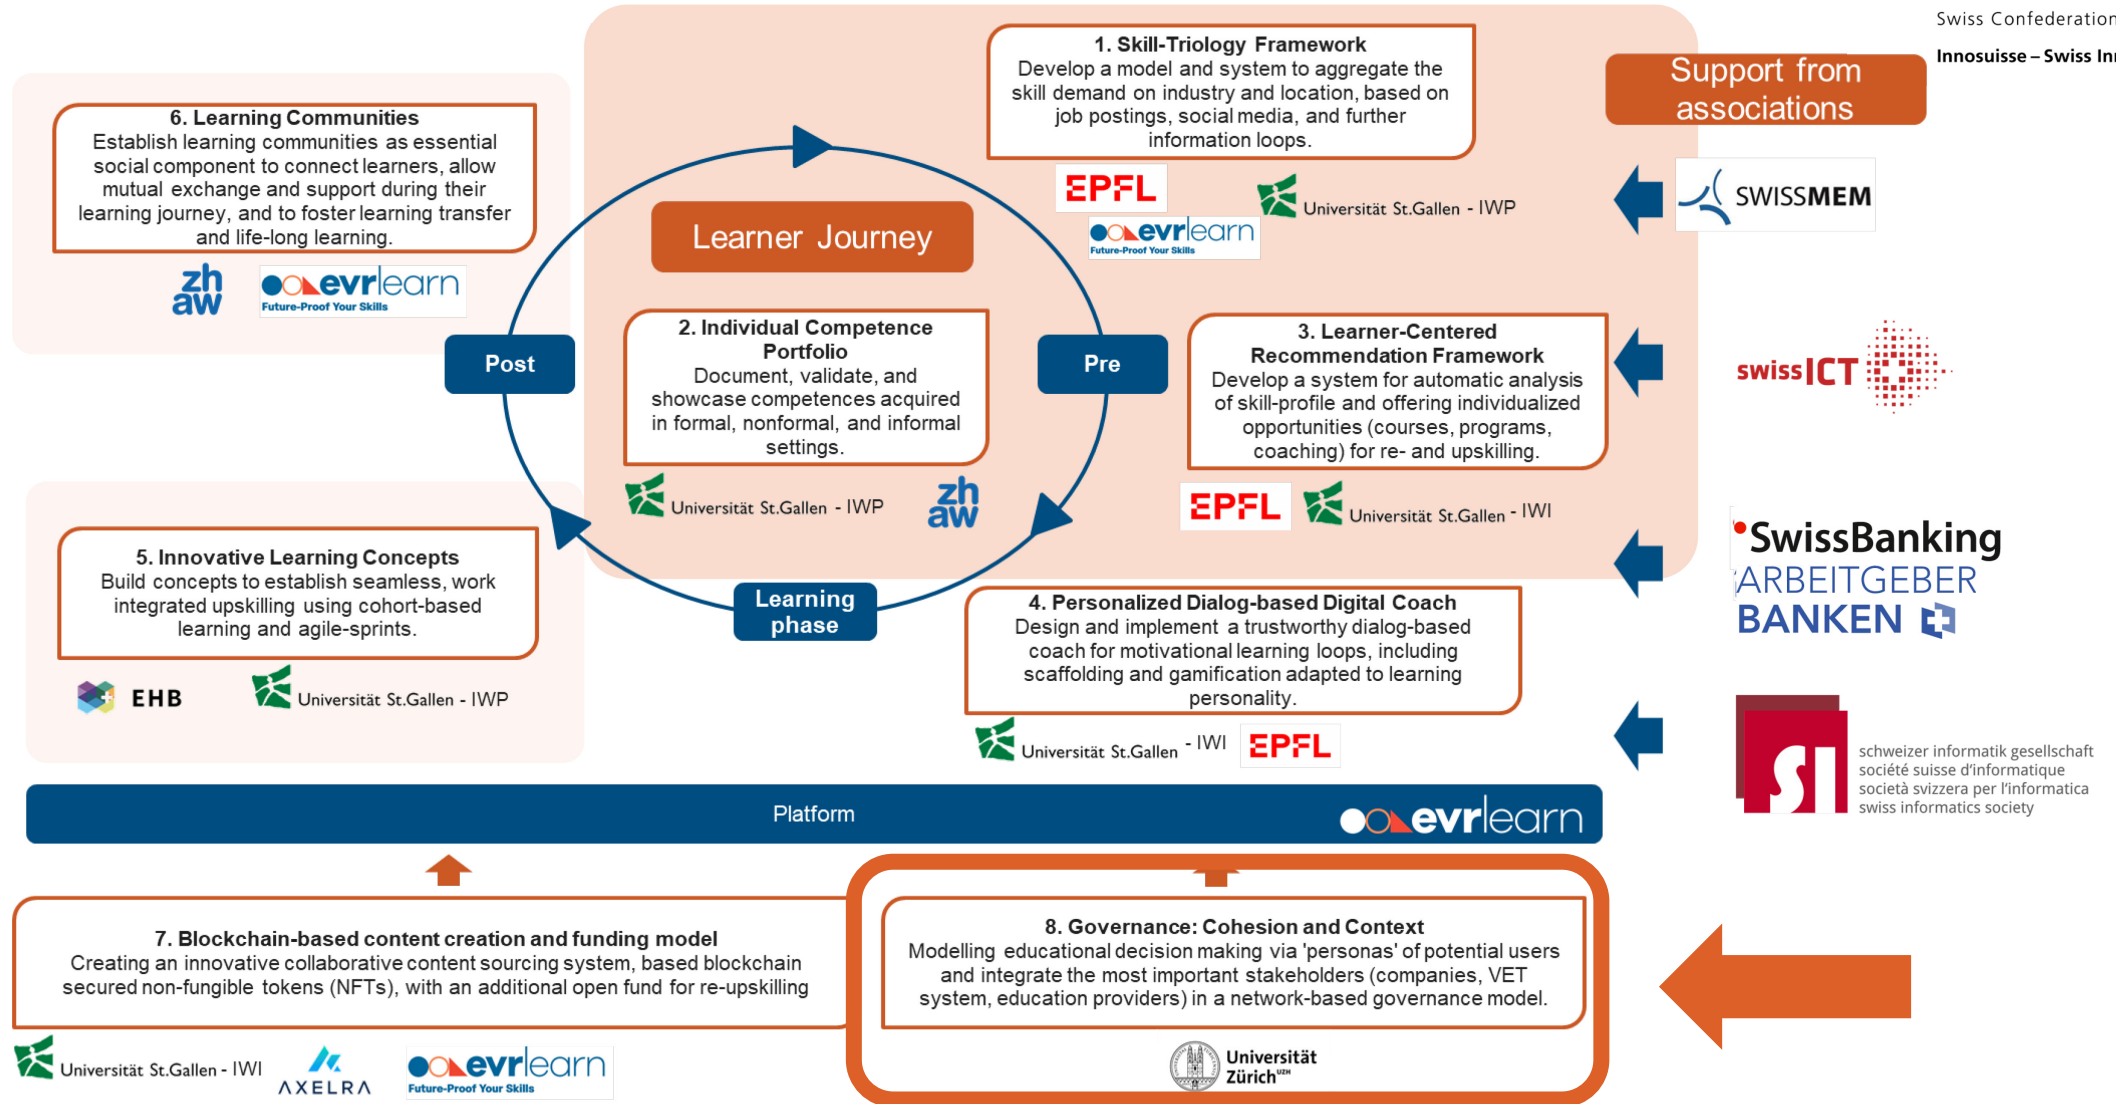 Swiss Confederation
Innosuisse – Swiss Inn
1. Skill-Triology Framework
Develop a model and system to aggregate the
skill demand on industry and location, based on
job postings, social media, and further
information loops.
EPFL
Universität St.Gallen - IWP
evrlearn
Future-Proof Your Skills
Support from
associations
SWISSMEM
6. Learning Communities
Establish learning communities as essential
social component to connect learners, allow
mutual exchange and support during their
learning journey, and to foster learning transfer
and life-long learning.
zh
aw
evrlearn
Future-Proof Your Skills
Learner Journey
Post
Pre
2. Individual Competence
Portfolio
Document, validate, and
showcase competences acquired
in formal, nonformal, and informal
settings.
Universität St.Gallen - IWP
zh
aw
3. Learner-Centered
Recommendation Framework
Develop a system for automatic analysis
of skill-profile and offering individualized
opportunities (courses, programs,
coaching) for re- and upskilling.
EPFL
Universität St.Gallen - IWI
swissICT
5. Innovative Learning Concepts
Build concepts to establish seamless, work
integrated upskilling using cohort-based
learning and agile-sprints.
EHB
Universität St.Gallen - IWP
Learning
phase
4. Personalized Dialog-based Digital Coach
Design and implement a trustworthy dialog-based
coach for motivational learning loops, including
scaffolding and gamification adapted to learning
personality.
Universität St.Gallen - IWI
EPFL
SwissBanking
ARBEITGEBER
BANKEN
SI
schweizer informatik gesellschaft
société suisse d'informatique
società svizzera per l'informatica
swiss informatics society
Platform
evrlearn
7. Blockchain-based content creation and funding model
Creating an innovative collaborative content sourcing system, based blockchain
secured non-fungible tokens (NFTs), with an additional open fund for re-upskilling
Universität St.Gallen - IWI
AXELRA
evrlearn
Future-Proof Your Skills
8. Governance: Cohesion and Context
Modelling educational decision making via 'personas' of potential users
and integrate the most important stakeholders (companies, VET
system, education providers) in a network-based governance model.
Universität
Zürich UZH